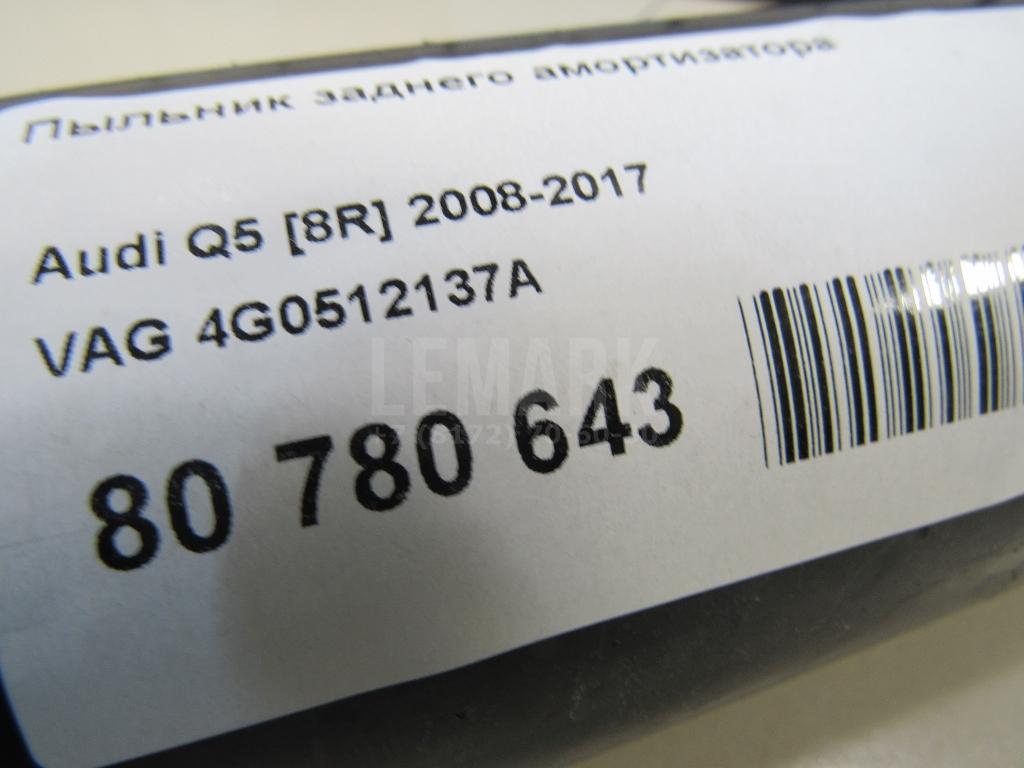 Пыльник заднего амортизатора
Audi Q5 [8R] 2008-2017
VAG 4G0512137A
LEMARK
80 780 643